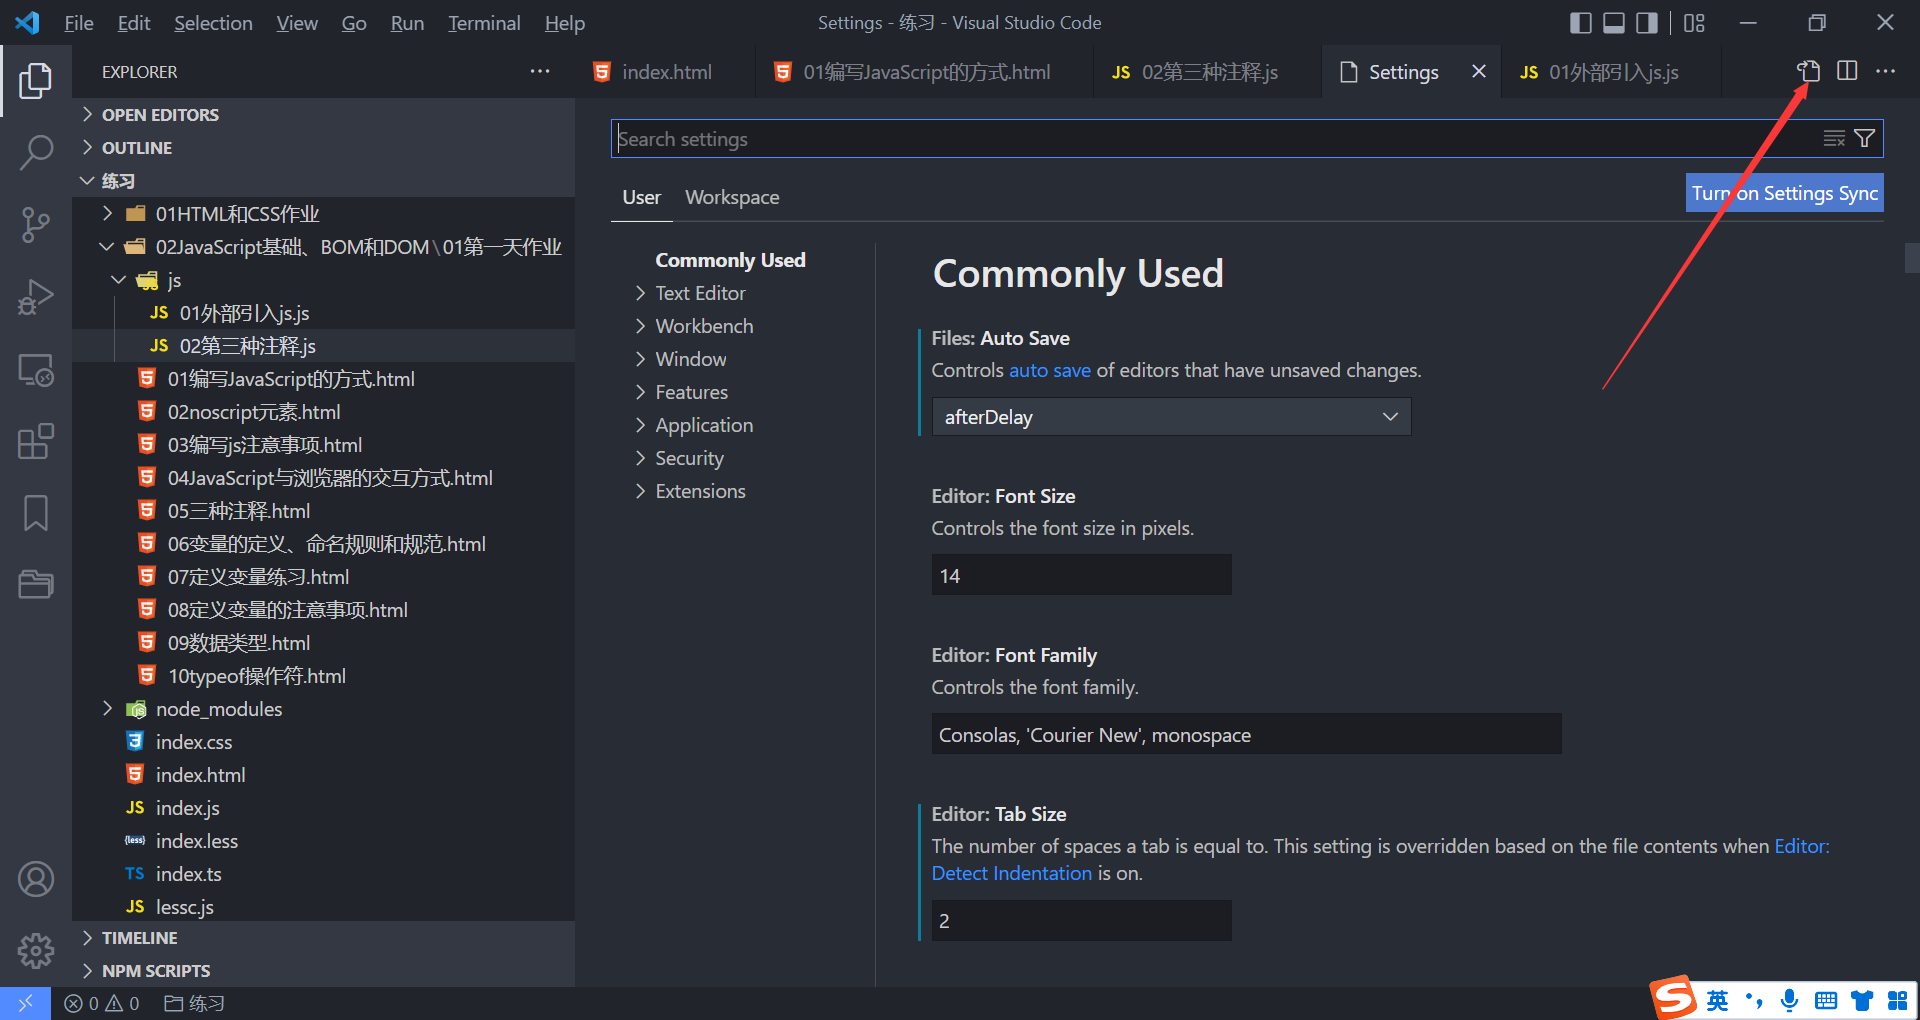 File Edit Selection View Go Run Terminal Help
Settings - 练习 - Visual Studio Code
EXPLORER
index.html
01编写JavaScript的方式.html
JS 02第三种注释.js
Settings
JS 01外部引入js.js
OPEN EDITORS
OUTLINE
练习
01HTML和CSS作业
02JavaScript基础、BOM和DOM\01第一天作业
js
JS 01外部引入js.js
JS 02第三种注释.js
01编写JavaScript的方式.html
02noscript元素.html
03编写js注意事项.html
04JavaScript与浏览器的交互方式.html
05三种注释.html
06变量的定义、命名规则和规范.html
07定义变量练习.html
08定义变量的注意事项.html
09数据类型.html
10typeof操作符.html
node_modules
index.css
index.html
JS index.js
{less} index.less
TS index.ts
JS lessc.js
TIMELINE
NPM SCRIPTS
Search settings
User Workspace
Turn on Settings Sync
Commonly Used
Text Editor
Workbench
Window
Features
Application
Security
Extensions
Commonly Used
Files: Auto Save
Controls auto save of editors that have unsaved changes.
afterDelay
Editor: Font Size
Controls the font size in pixels.
14
Editor: Font Family
Controls the font family.
Consolas, 'Courier New', monospace
Editor: Tab Size
The number of spaces a tab is equal to. This setting is overridden based on the file contents when Editor:
Detect Indentation is on.
2
0 0 练习
英